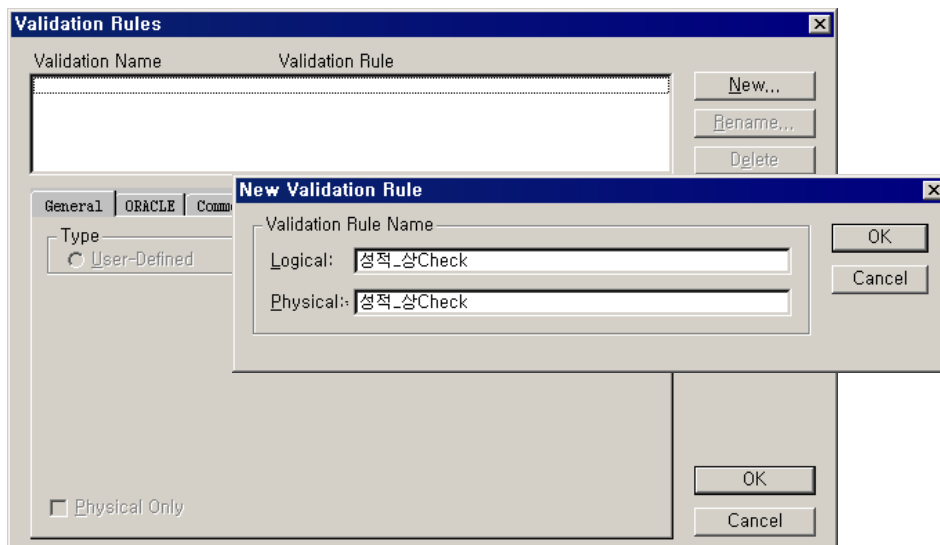 Validation Rules
Validation Name Validation Rule
New...
Rename...
Delete
General ORACLE
Type
User-Defined
Physical Only
OK
Cancel
New Validation Rule
Validation Rule Name
Logical: 성적_상Check
Physical: 성적_상Check
OK
Cancel